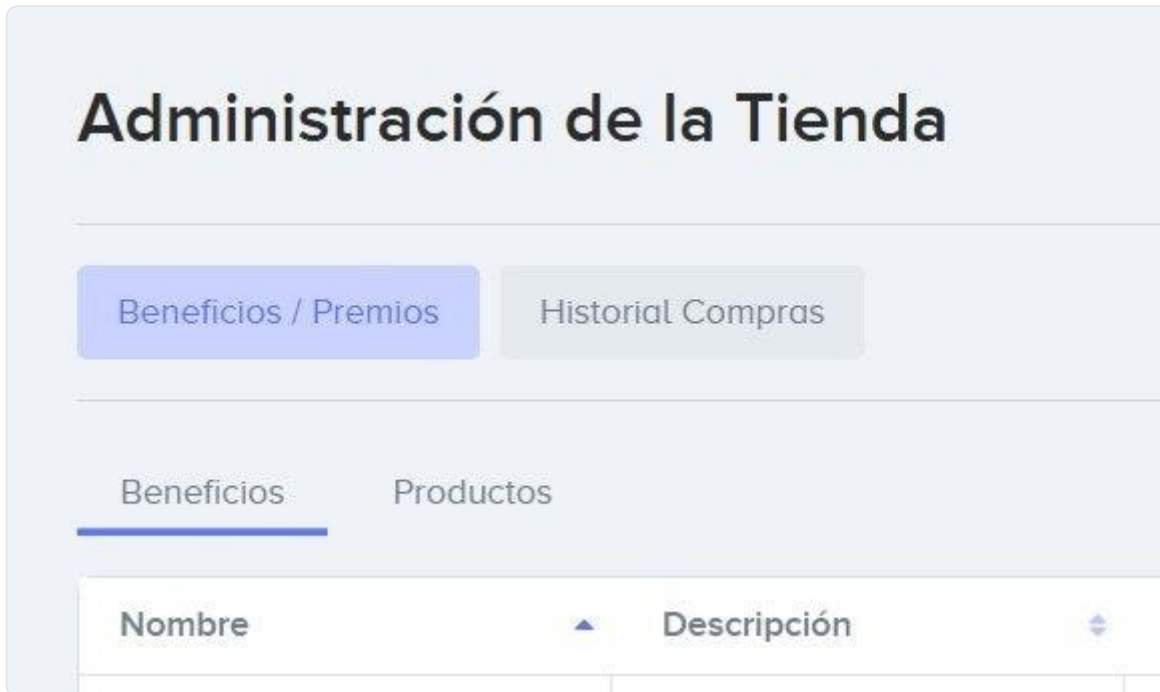 Administración de la Tienda
Beneficios / Premios Historial Compras
Beneficios Productos
Nombre Descripción